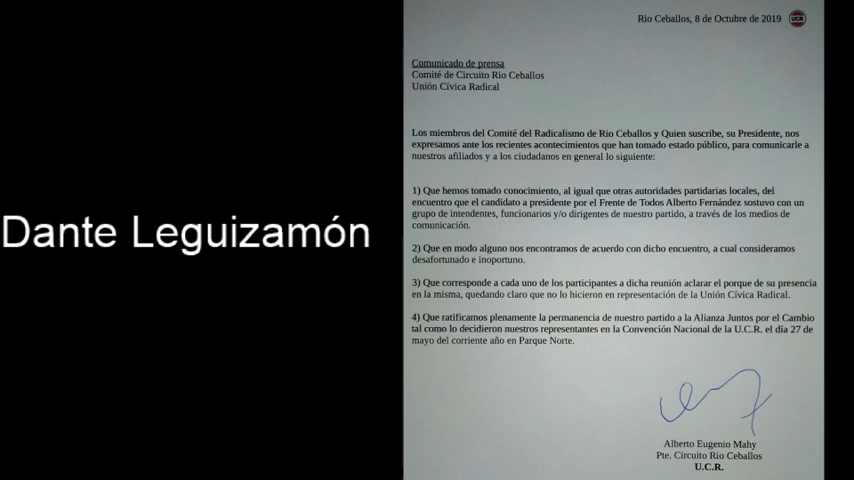 Dante Leguizamón
Rio Ceballos, 8 de Octubre de 2019
UCR
Comunicado de prensa
Comité de Circuito Rio Ceballos
Unión Cívica Radical
Los miembros del Comité del Radicalismo de Rio Ceballos y Quien suscribe, su Presidente, nos
expresamos ante los recientes acontecimientos que han tomado estado público, para comunicarle a
nuestros afiliados y a los ciudadanos en general lo siguiente:
1) Que hemos tomado conocimiento, al igual que otras autoridades partidarias locales, del
encuentro que el candidato a presidente por el Frente de Todos Alberto Fernández sostuvo con un
grupo de intendentes, funcionarios y/o dirigentes de nuestro partido, a través de los medios de
comunicación.
2) Que en modo alguno nos encontramos de acuerdo con dicho encuentro, a cual consideramos
desafortunado e inoportuno.
3) Que corresponde a cada uno de los participantes a dicha reunión aclarar el porque de su presencia
en la misma, quedando claro que no lo hicieron en representación de la Unión Cívica Radical.
4) Que ratificamos plenamente la permanencia de nuestro partido a la Alianza Juntos por el Cambio
tal como lo decidieron nuestros representantes en la Convención Nacional de la U.C.R. el día 27 de
mayo del corriente año en Parque Norte.
Alberto Eugenio Mahy
Pte. Circuito Rio Ceballos
U.C.R.